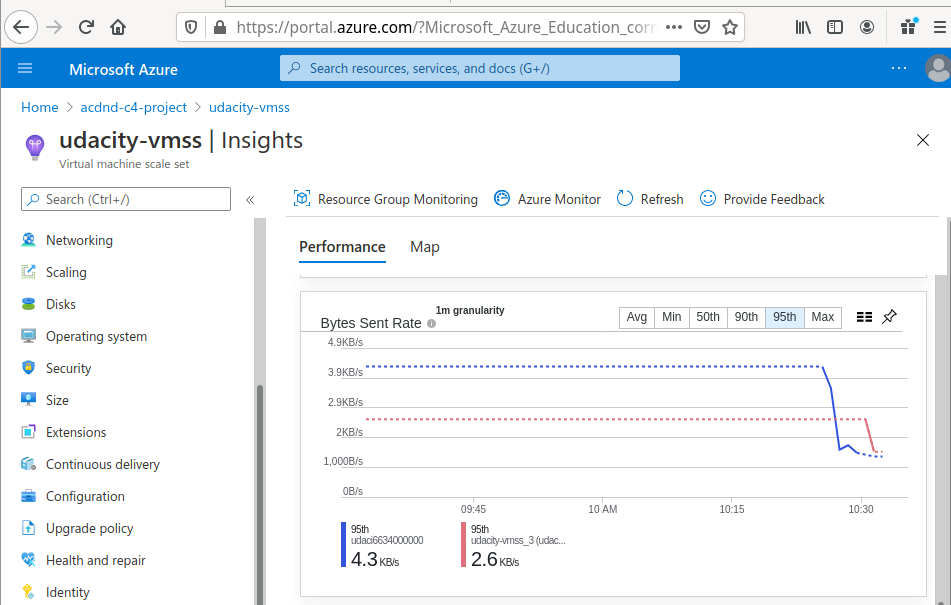 https://portal.azure.com/?Microsoft_Azure_Education_corr
Microsoft Azure
Search resources, services, and docs (G+/)
Home > acdnd-c4-project > udacity-vmss
udacity-vmss | Insights
Virtual machine scale set
Search (Ctrl+/)
«
Networking
Scaling
Disks
Operating system
Security
Size
Extensions
Continuous delivery
Configuration
Upgrade policy
Health and repair
Identity
Resource Group Monitoring
Azure Monitor
Refresh
Provide Feedback
Performance
Map
1m granularity
Bytes Sent Rate
Avg Min 50th 90th 95th Max
4.9KB/s
3.9KB/s
2.9KB/s
2KB/s
1,000B/s
0B/s
09:45 10 AM 10:15 10:30
95th
udaci6634000000
4.3 KB/s
95th
udacity-vmss_3 (udac...
2.6 KB/s